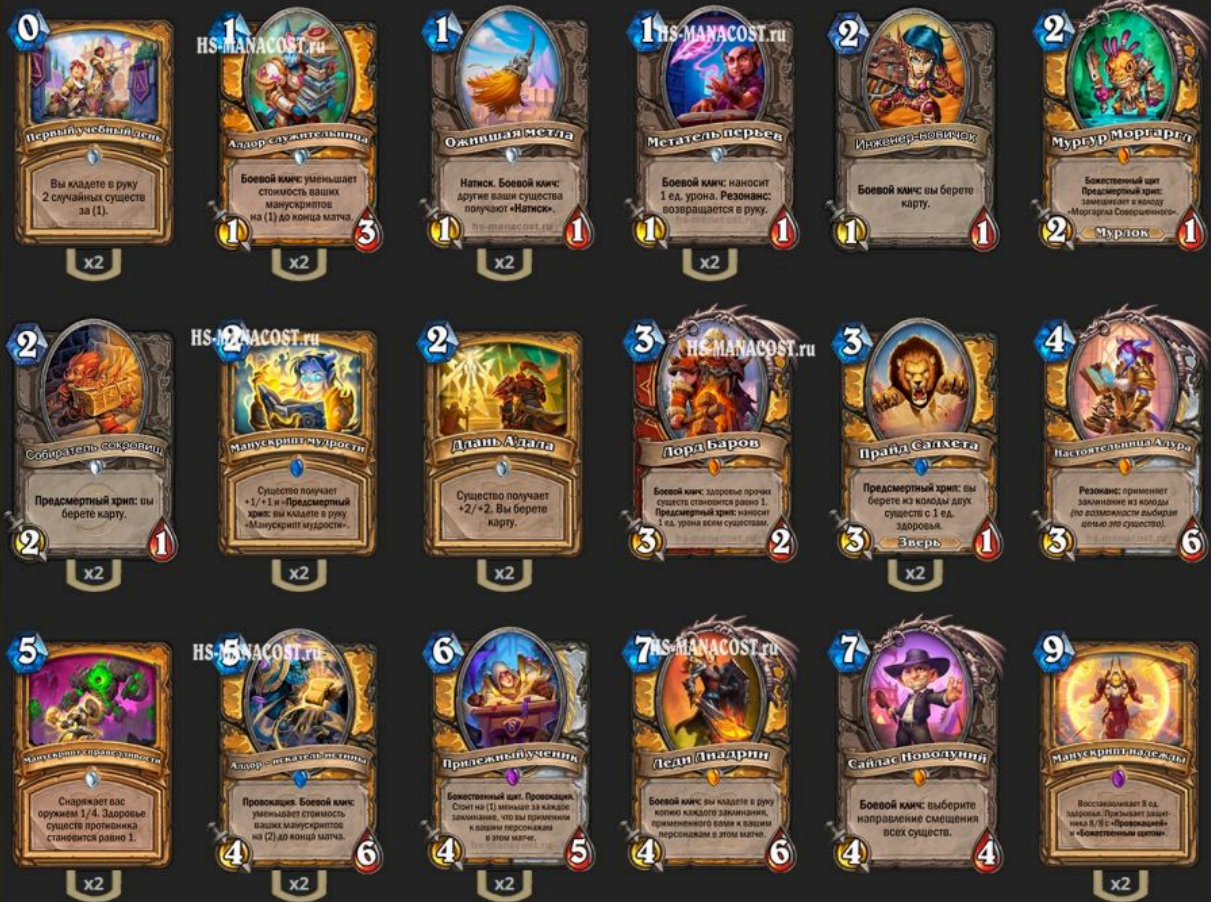 0
Первый учебный день
Вы кладете в руку
2 случайных существ
за (1).
x2
HS-MANACOST.ru
1
Алдор-служительница
Боевой клич: уменьшает
стоимость ваших
манускриптов
на (1) до конца матча.
1
3
x2
1
Ожившая метла
Натиск. Боевой клич:
другие ваши существа
получают «Натиск».
hs-manacost.ru
1
1
x2
HS-MANACOST.ru
1
Метатель перьев
Боевой клич: наносит
1 ед. урона. Резонанс:
возвращается в руку.
1
1
x2
2
Инженер-новичок
Боевой клич: вы берете
карту.
1
1
2
Мургур Моргаргл
Божественный щит
Предсмертный хрип:
замешивает в колоду
«Моргаргла Совершенного».
2
Мурлок
1
2
Собиратель сокровищ
Предсмертный хрип: вы
берете карту.
2
1
x2
HS-MANACOST.ru
2
Манускрипт мудрости
Существо получает
+1/+1 и «Предсмертный
хрип: вы кладете в руку
«Манускрипт мудрости».
x2
2
Длань А'дала
Существо получает
+2/+2. Вы берете
карту.
x2
3
HS-MANACOST.ru
Лорд Баров
Боевой клич: здоровье прочих
существ становится равно 1.
Предсмертный хрип: наносит
1 ед. урона всем существам.
3
2
3
Прайд Салхета
Предсмертный хрип: вы
берете из колоды двух
существ с 1 ед.
здоровья.
3
Зверь
1
x2
4
Настоятельница Алура
Резонанс: применяет
заклинание из колоды
(по возможности выбирая
целью это существо).
3
6
5
Манускрипт справедливости
Снаряжает вас
оружием 1/4. Здоровье
существ противника
становится равно 1.
x2
HS-MANACOST.ru
5
Алдор - искатель истины
Провокация. Боевой клич:
уменьшает стоимость
ваших манускриптов
на (2) до конца матча.
4
6
x2
6
Прилежный ученик
Божественный щит. Провокация.
Стоит на (1) меньше за каждое
заклинание, что вы применили
к вашим персонажам
в этом матче.
4
5
x2
HS-MANACOST.ru
7
Леди Лиадрин
Боевой клич: вы кладете в руку
копию каждого заклинания,
примененного вами к вашим
персонажам в этом матче.
4
6
7
Сайлас Новолуний
Боевой клич: выберите
направление смещения
всех существ.
4
4
9
Манускрипт надежды
Восстанавливает 8 ед.
здоровья. Призывает защит-
ника 8/8 с «Провокацией»
и «Божественным щитом»
x2